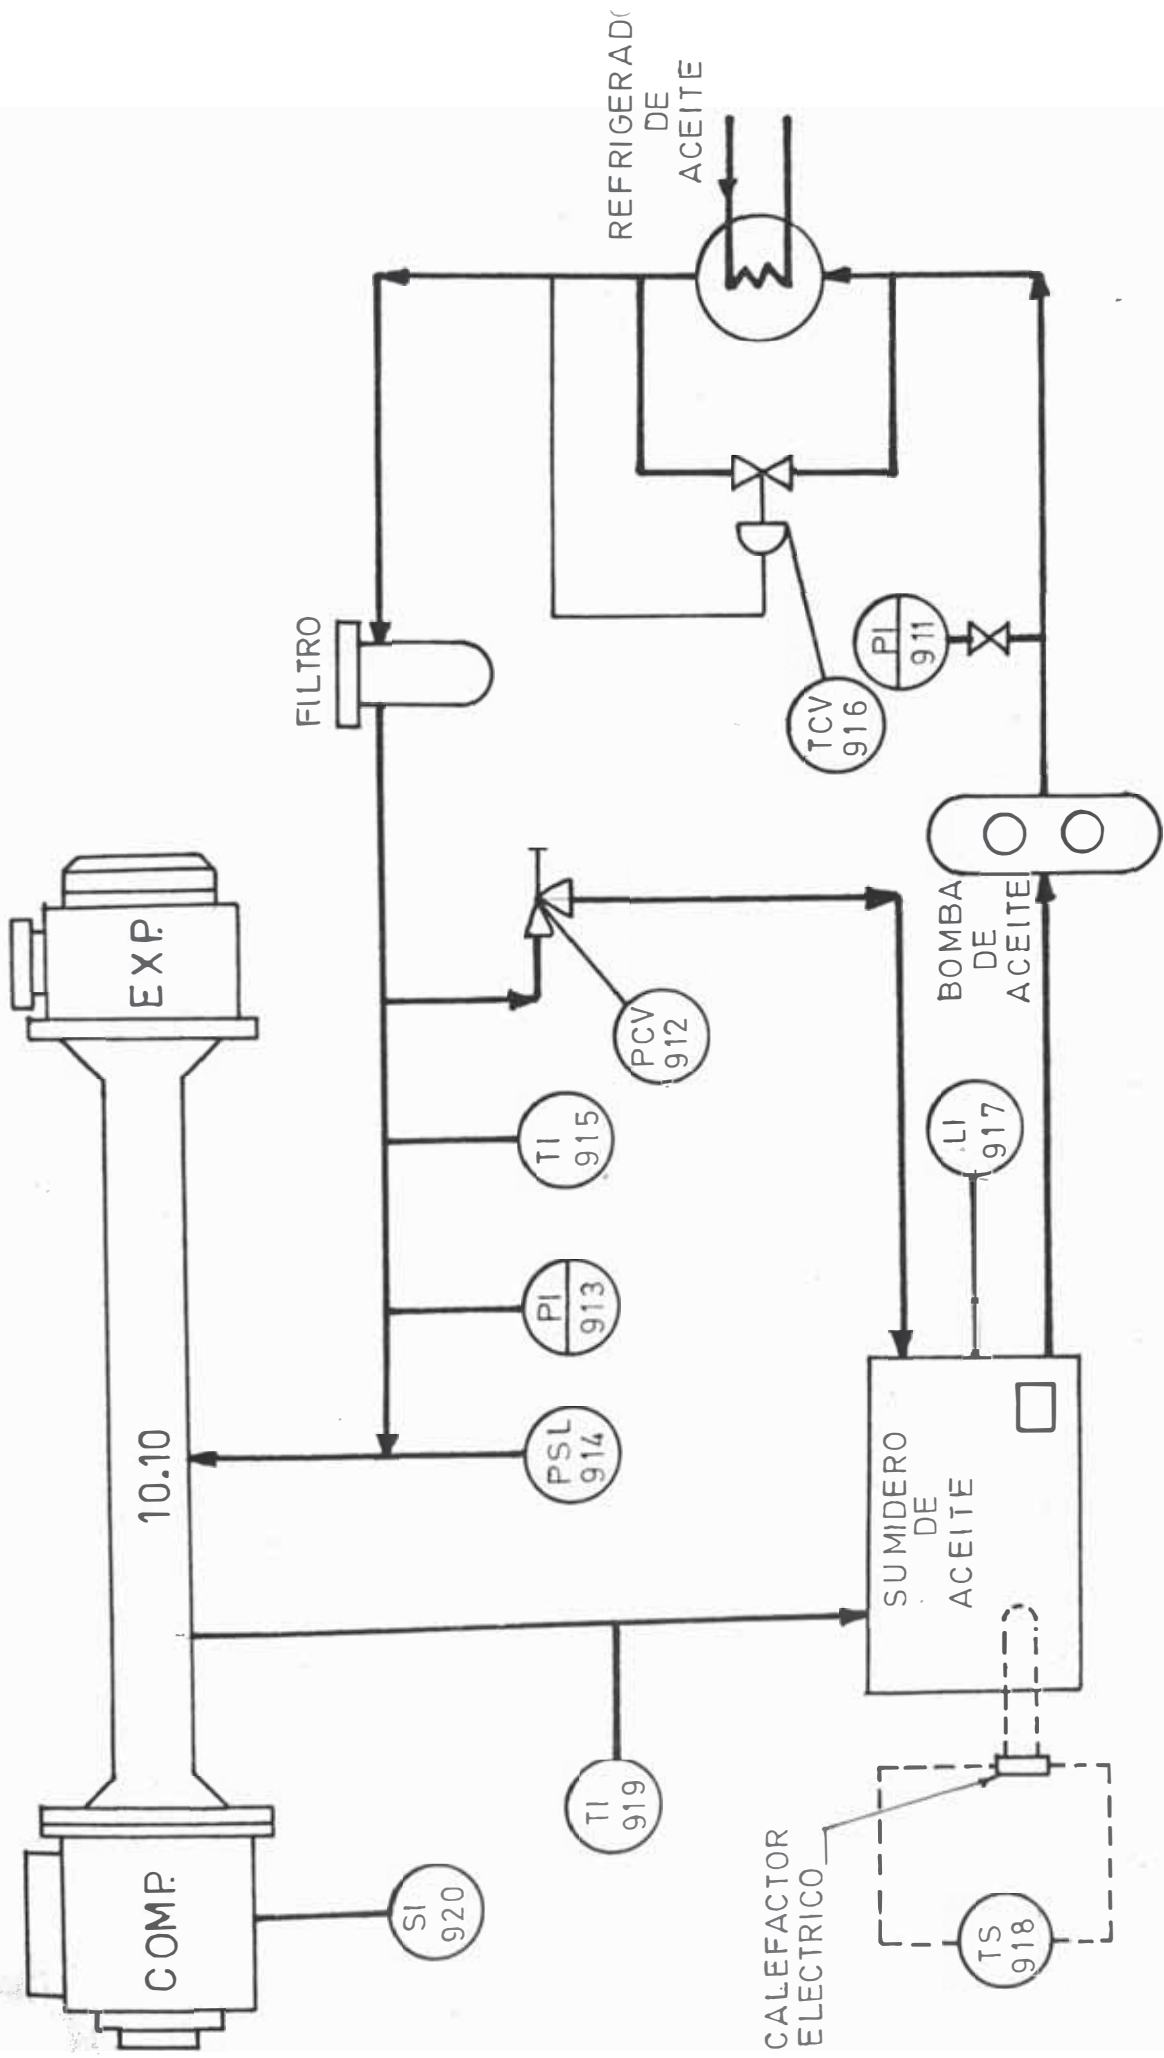 COMP.
10.10
EXP.
SI
920
FILTRO
PSL
914
PI
913
TI
915
TI
919
PCV
912
REFRIGERADO
DE
ACEITE
CALEFACTOR
ELECTRICO
TCV
916
PI
911
SUMIDERO
DE
ACEITE
LI
917
BOMBA
DE
ACEITE
TS
918